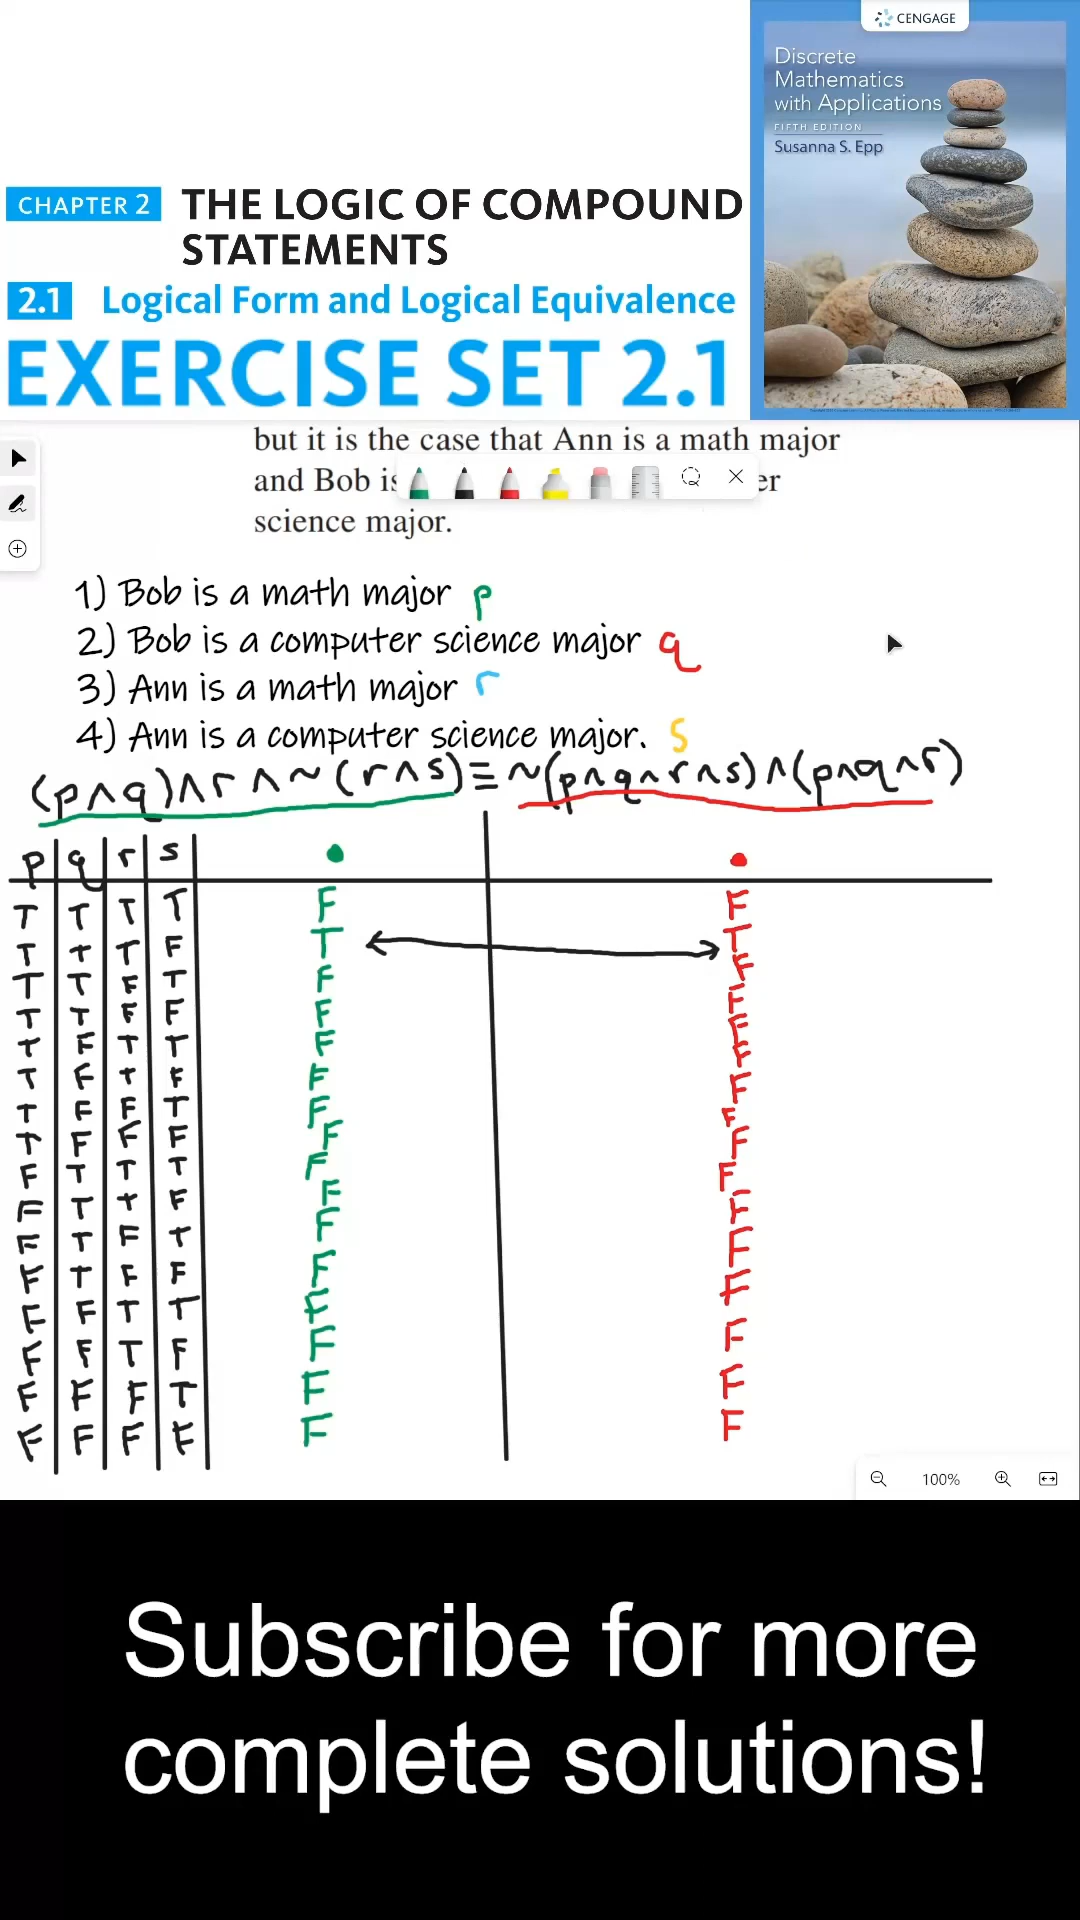 CENGAGE
Discrete
Mathematics
with Applications
FIFTH EDITION
Susanna S. Epp
CHAPTER 2 THE LOGIC OF COMPOUND
STATEMENTS
2.1 Logical Form and Logical Equivalence
EXERCISE SET 2.1
but it is the case that Ann is a math major
and Bob is er
science major.
1) Bob is a math major p
2) Bob is a computer science major q
3) Ann is a math major r
4) Ann is a computer science major. s
(p∧q)∧r∧~(r∧s)≡~(p∧q∧r∧s)∧(p∧q∧r)
p q r s
T T T T F F
T T T F T T
T T F T F F
T T F F F F
T F T T F F
T F T F F F
T F F T F F
T F F F F F
F T T T F F
F T T F F F
F T F T F F
F T F F F F
F F T T F F
F F T F F F
F F F T F F
F F F F F F
100%
Subscribe for more
complete solutions!